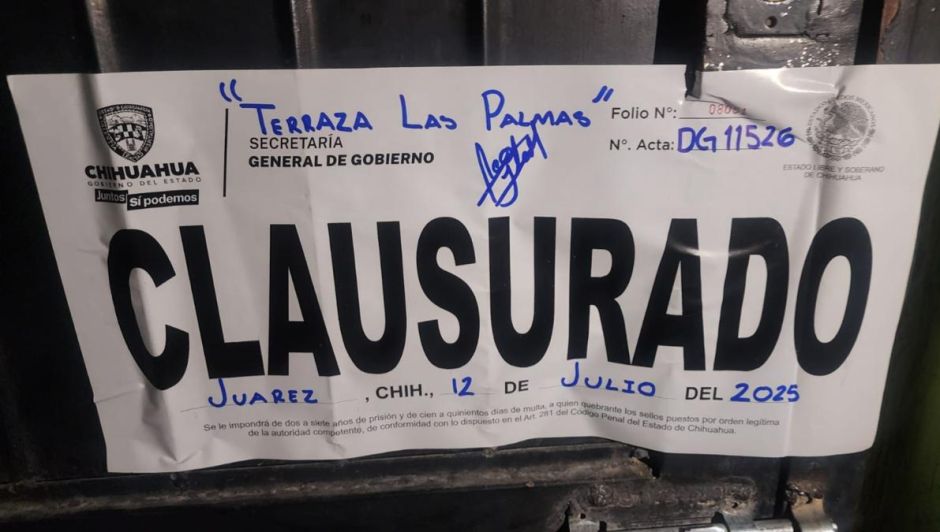 "TERRAZA LAS PALMAS"
SECRETARÍA
GENERAL DE GOBIERNO
Folio N°:
N°. Acta: DG11526
CHIHUAHUA
GOBIERNO DEL ESTADO
Juntos Sí podemos
ESTADO LIBRE Y SOBERANO
DE CHIHUAHUA
CLAUSURADO
JUAREZ, CHIH., 12 DE JULIO DEL 2025
Se le impondrá de dos a siete años de prisión y de cien a quinientos días de multa, a quien quebrante los sellos puestos por orden legítima
de la autoridad competente, de conformidad con lo dispuesto en el Art. 281 del Código Penal del Estado de Chihuahua.